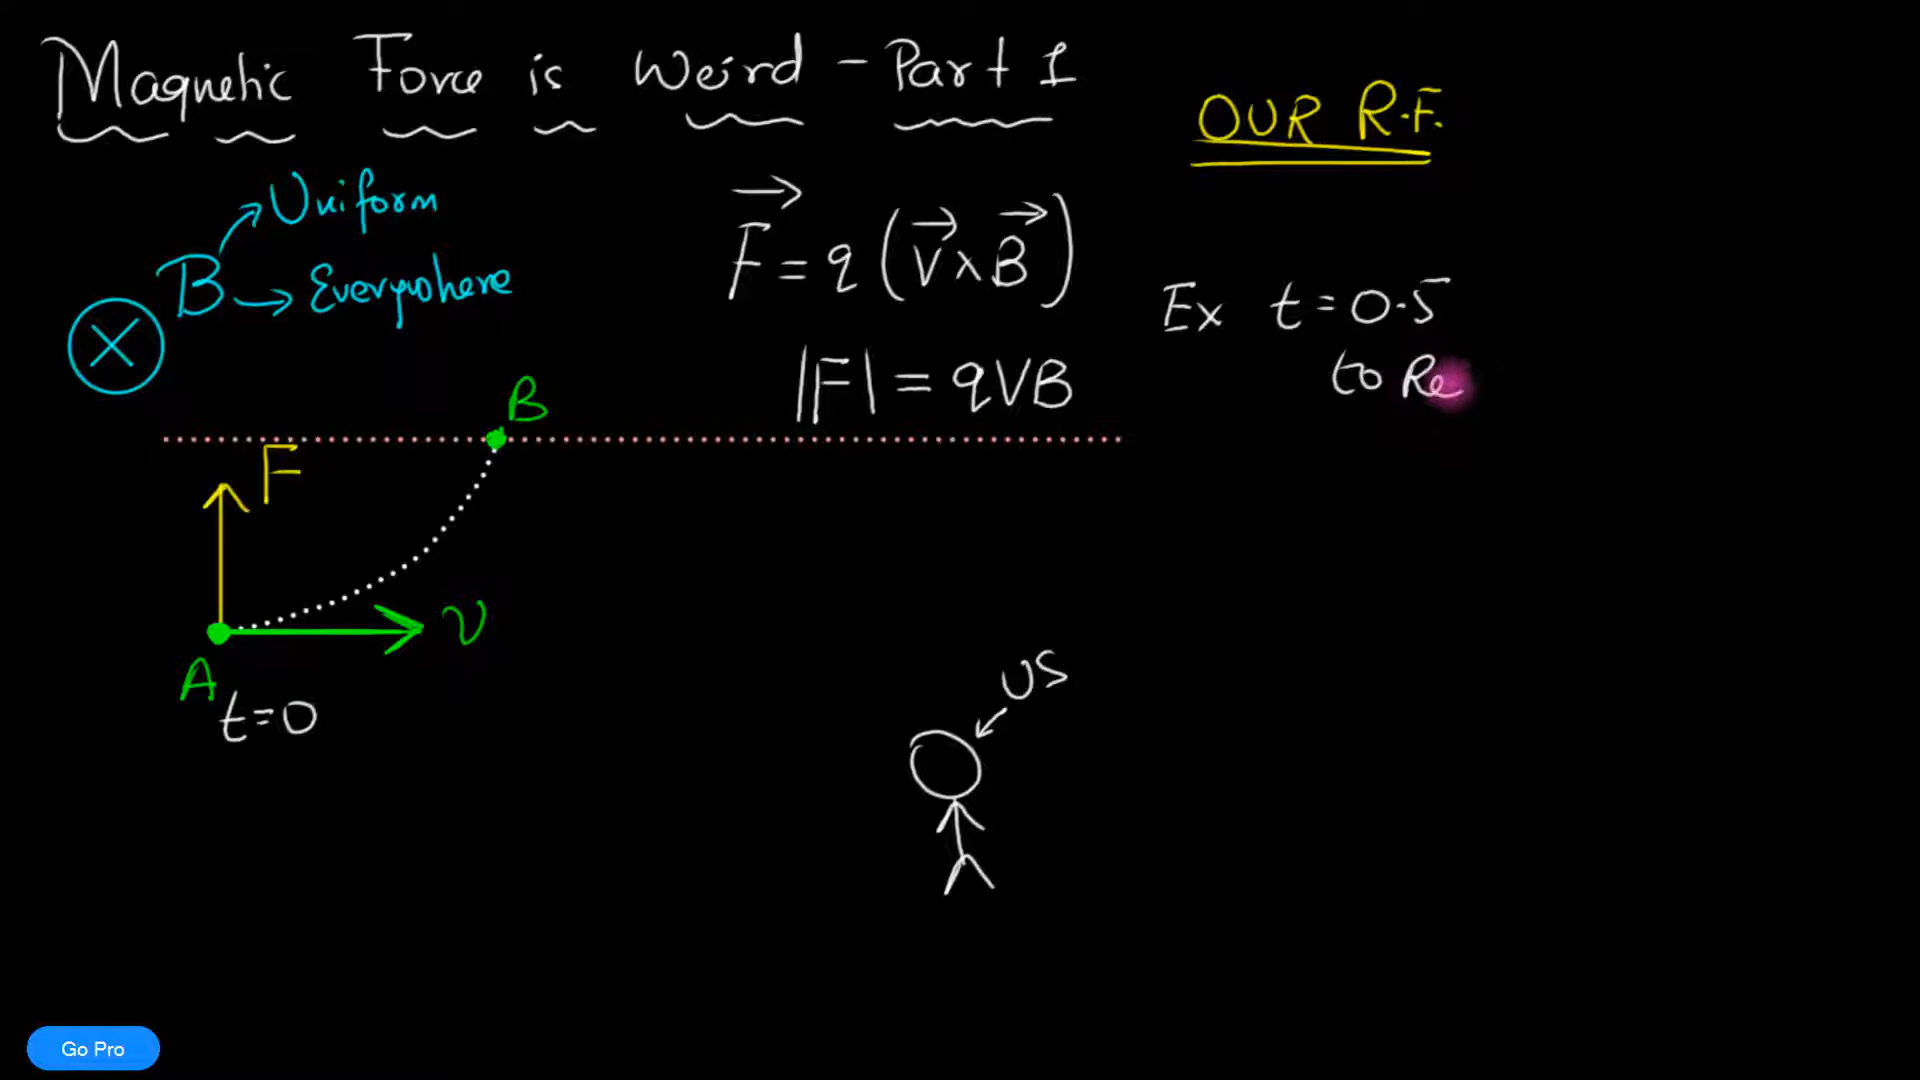 Magnetic Force is Weird - Part 1
OUR R.F.
B → Uniform
→ Everywhere
F = q (V x B)
|F| = qVB
Ex t = 0.5
to Re
B
F
v
A
t=0
US
Go Pro